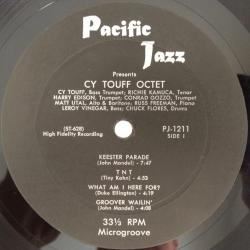 Pacific
Jazz
Presents
CY TOUFF OCTET
CY TOUFF, Bass Trumpet; RICHIE KAMUCA, Tenor
HARRY EDISON, Trumpet; CONRAD GOZZO, Trumpet
MATT UTAL, Alto & Baritone; RUSS FREEMAN, Piano
LEROY VINEGAR, Bass; CHUCK FLORES, Drums
(ST-628)
High Fidelity Recording
PJ-1211
SIDE 1
KEESTER PARADE
(John Mandel) - 7:47
T N T
(Tiny Kahn) - 4:53
WHAT AM I HERE FOR?
(Duke Ellington) - 4:19
GROOVER WAILIN'
(John Mandel) - 4:08
33⅓ RPM
Microgroove